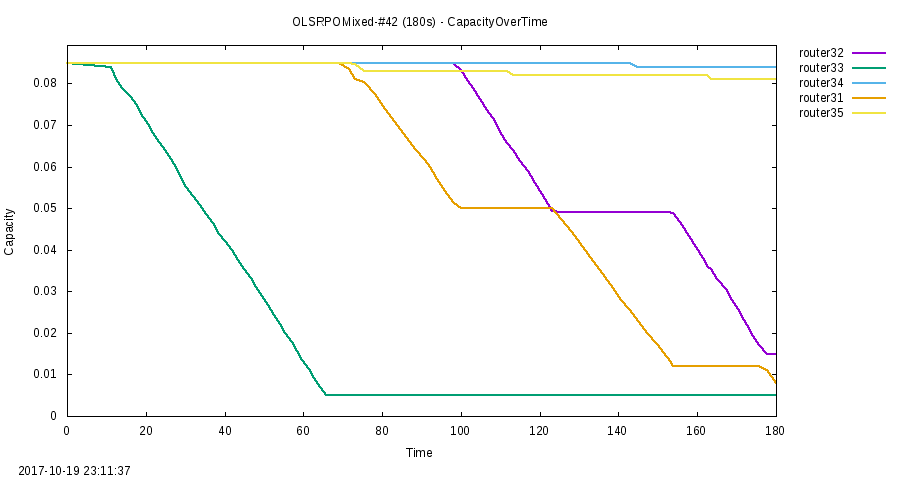 OLSRPOMixed-#42 (180s) - CapacityOverTime
router32
router33
router34
router31
router35
0.08
0.07
0.06
0.05
0.04
0.03
0.02
0.01
0
Capacity
0 20 40 60 80 100 120 140 160 180
Time
2017-10-19 23:11:37